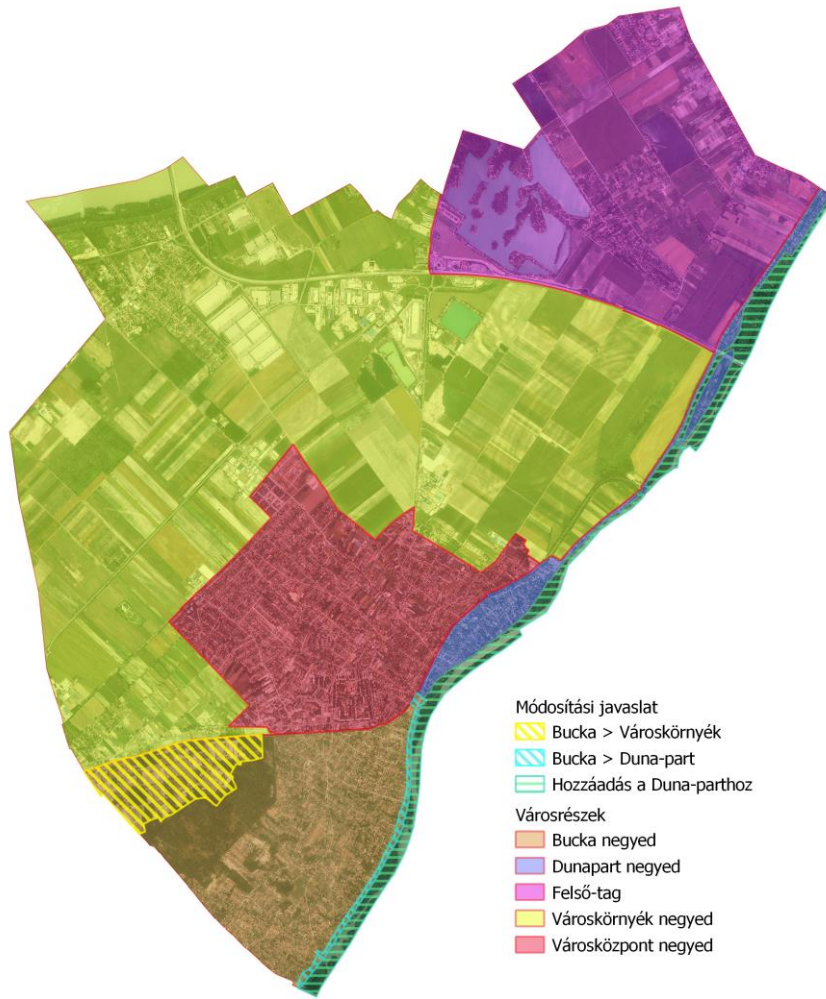 Módosítási javaslat
Bucka > Városkörnyék
Bucka > Duna-part
Hozzáadás a Duna-parthoz
Városrészek
Bucka negyed
Dunapart negyed
Felső-tag
Városkörnyék negyed
Városközpont negyed